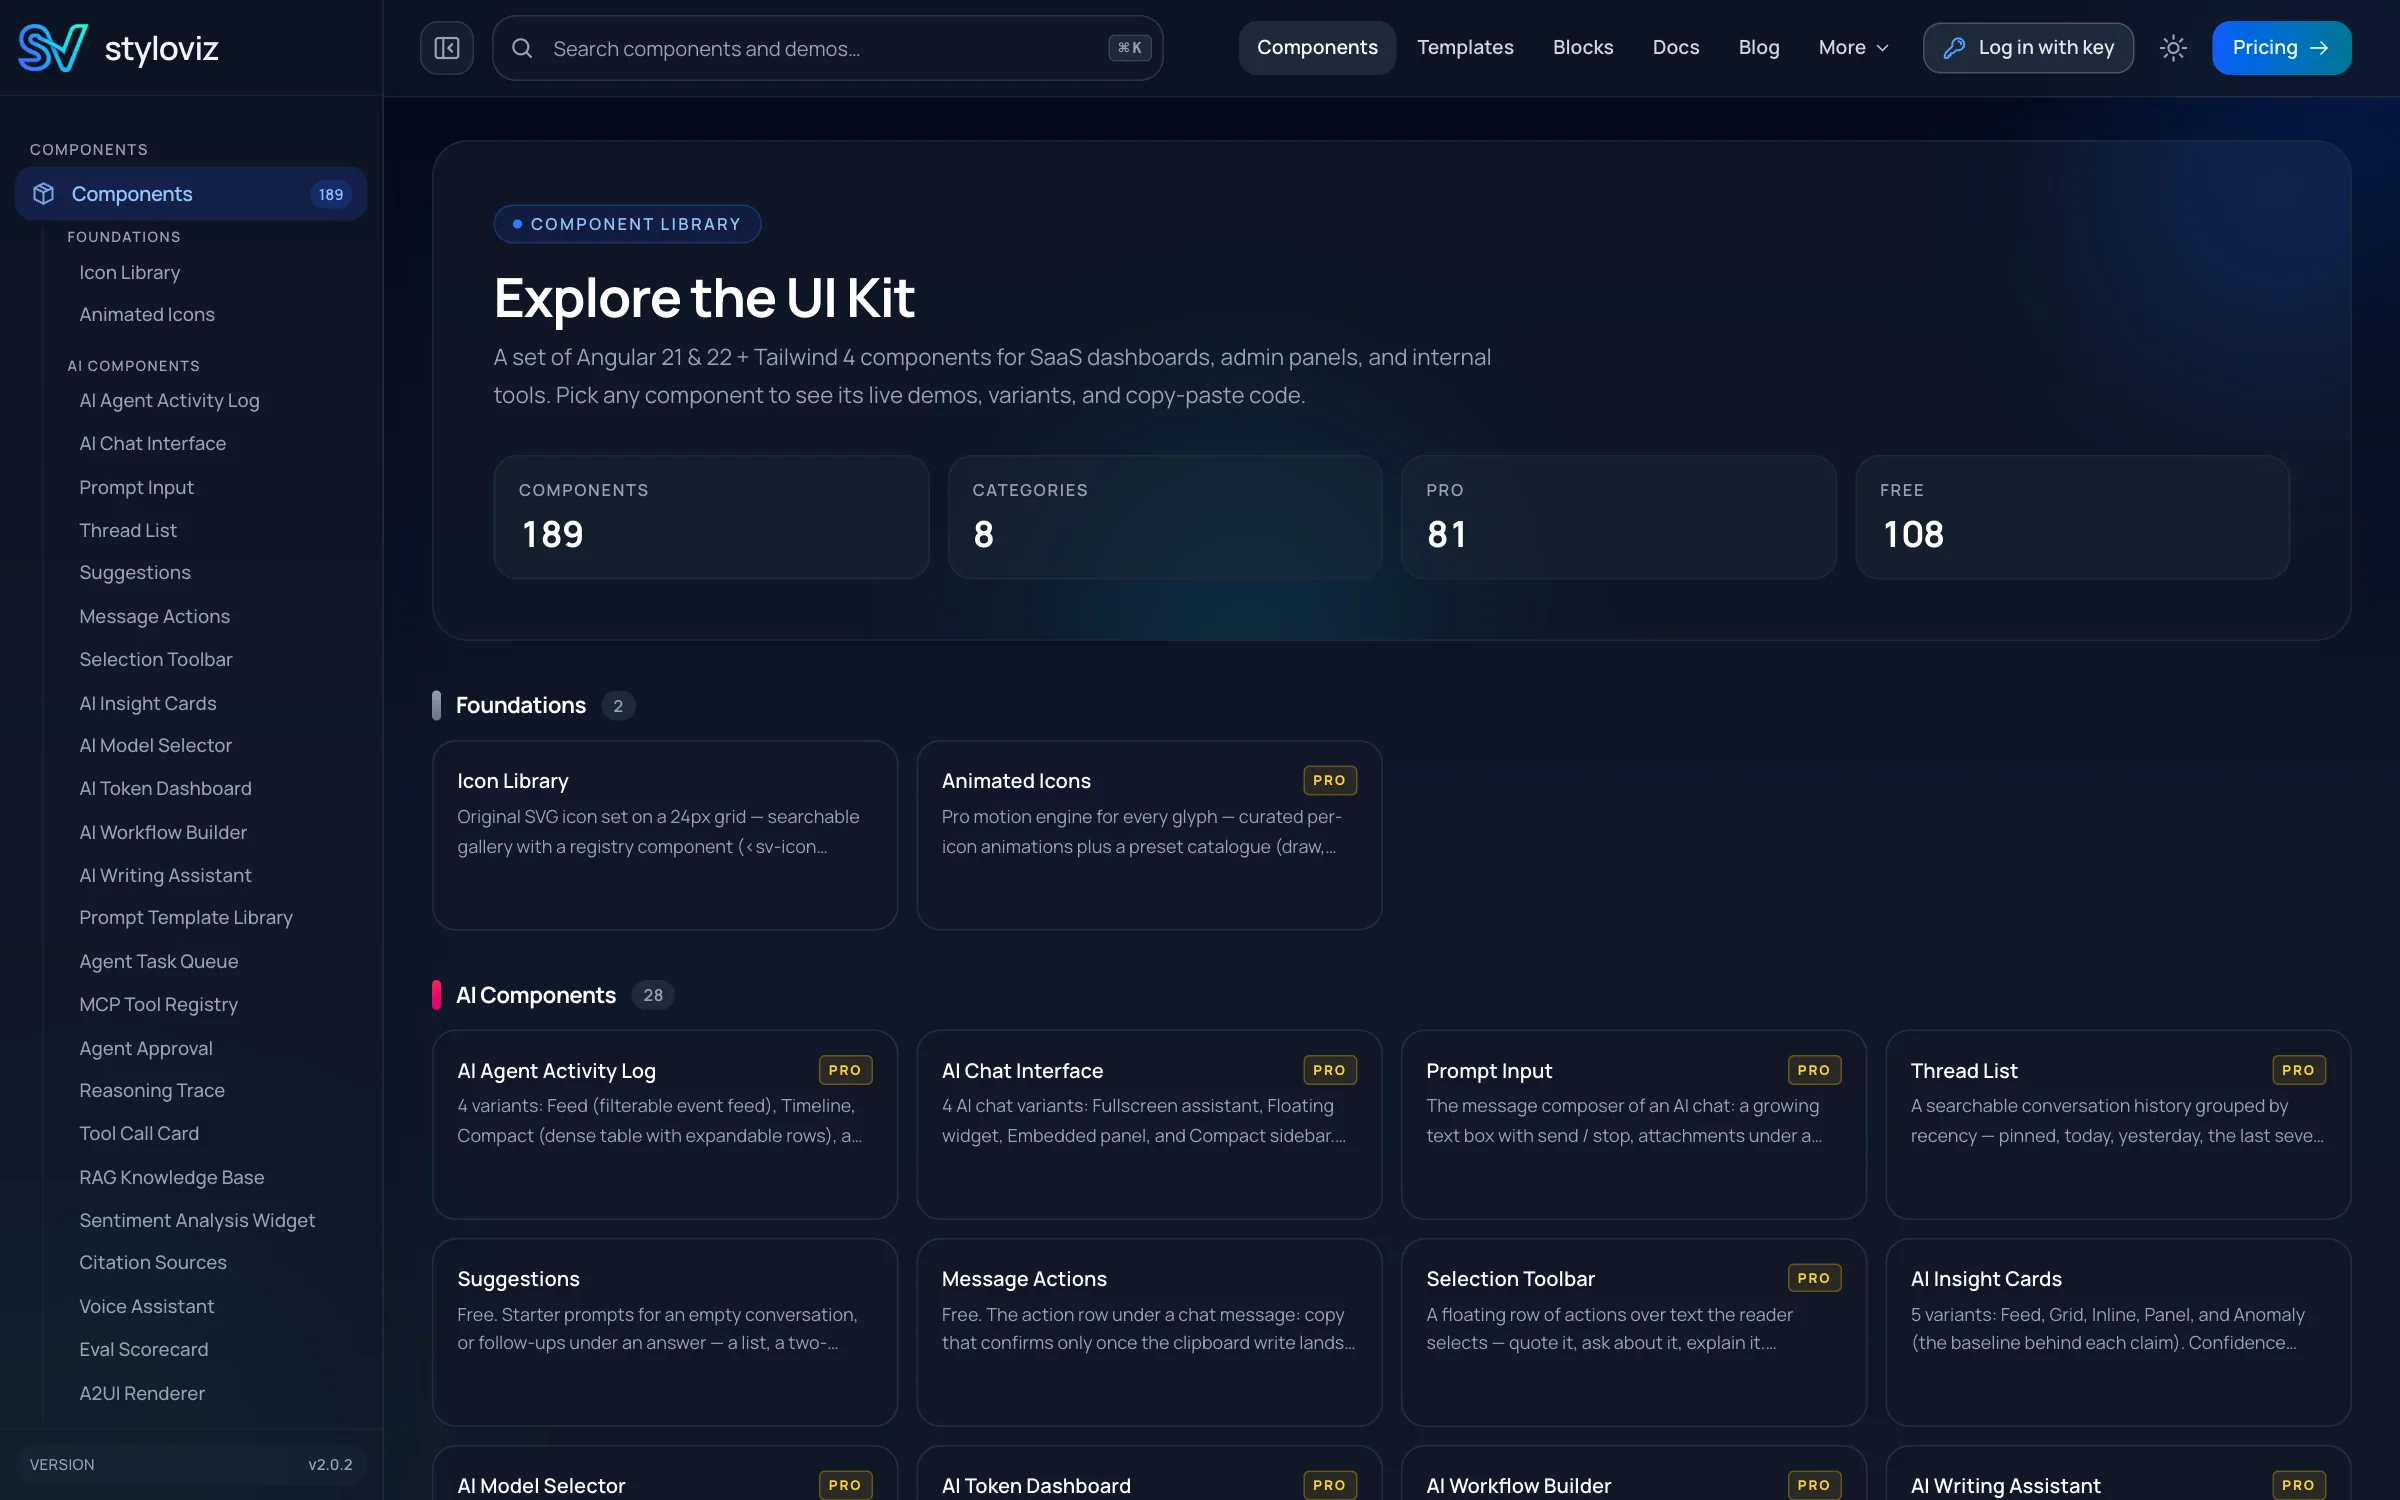 styloviz
Search components and demos...
⌘K
Components
Templates
Blocks
Docs
Blog
More
Log in with key
Pricing →
COMPONENTS
Components
189
FOUNDATIONS
Icon Library
Animated Icons
AI COMPONENTS
AI Agent Activity Log
AI Chat Interface
Prompt Input
Thread List
Suggestions
Message Actions
Selection Toolbar
AI Insight Cards
AI Model Selector
AI Token Dashboard
AI Workflow Builder
AI Writing Assistant
Prompt Template Library
Agent Task Queue
MCP Tool Registry
Agent Approval
Reasoning Trace
Tool Call Card
RAG Knowledge Base
Sentiment Analysis Widget
Citation Sources
Voice Assistant
Eval Scorecard
A2UI Renderer
VERSION
v2.0.2
COMPONENT LIBRARY
Explore the UI Kit
A set of Angular 21 & 22 + Tailwind 4 components for SaaS dashboards, admin panels, and internal
tools. Pick any component to see its live demos, variants, and copy-paste code.
COMPONENTS
189
CATEGORIES
8
PRO
81
FREE
108
Foundations
2
Icon Library
Original SVG icon set on a 24px grid — searchable
gallery with a registry component (<sv-icon...
Animated Icons
PRO
Pro motion engine for every glyph — curated per-
icon animations plus a preset catalogue (draw,...
AI Components
28
AI Agent Activity Log
PRO
4 variants: Feed (filterable event feed), Timeline,
Compact (dense table with expandable rows), a...
AI Chat Interface
PRO
4 AI chat variants: Fullscreen assistant, Floating
widget, Embedded panel, and Compact sidebar....
Prompt Input
PRO
The message composer of an AI chat: a growing
text box with send / stop, attachments under a...
Thread List
PRO
A searchable conversation history grouped by
recency — pinned, today, yesterday, the last seve...
Suggestions
Free. Starter prompts for an empty conversation,
or follow-ups under an answer — a list, a two-...
Message Actions
Free. The action row under a chat message: copy
that confirms only once the clipboard write lands...
Selection Toolbar
PRO
A floating row of actions over text the reader
selects — quote it, ask about it, explain it....
AI Insight Cards
5 variants: Feed, Grid, Inline, Panel, and Anomaly
(the baseline behind each claim). Confidence...
AI Model Selector
PRO
AI Token Dashboard
PRO
AI Workflow Builder
PRO
AI Writing Assistant
PRO